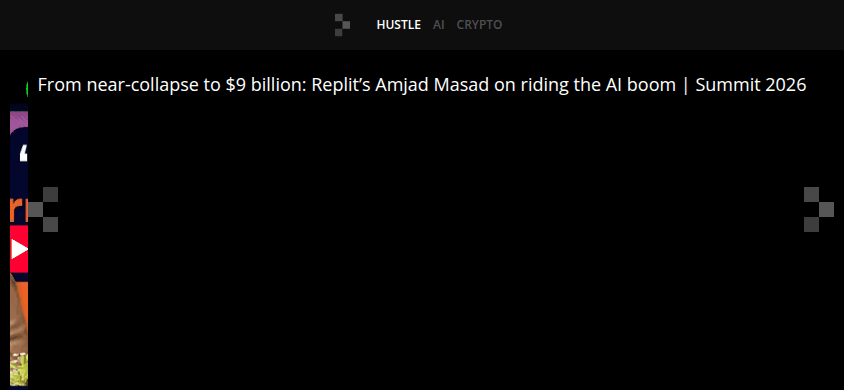 HUSTLE AI CRYPTO
From near-collapse to $9 billion: Replit’s Amjad Masad on riding the AI boom | Summit 2026